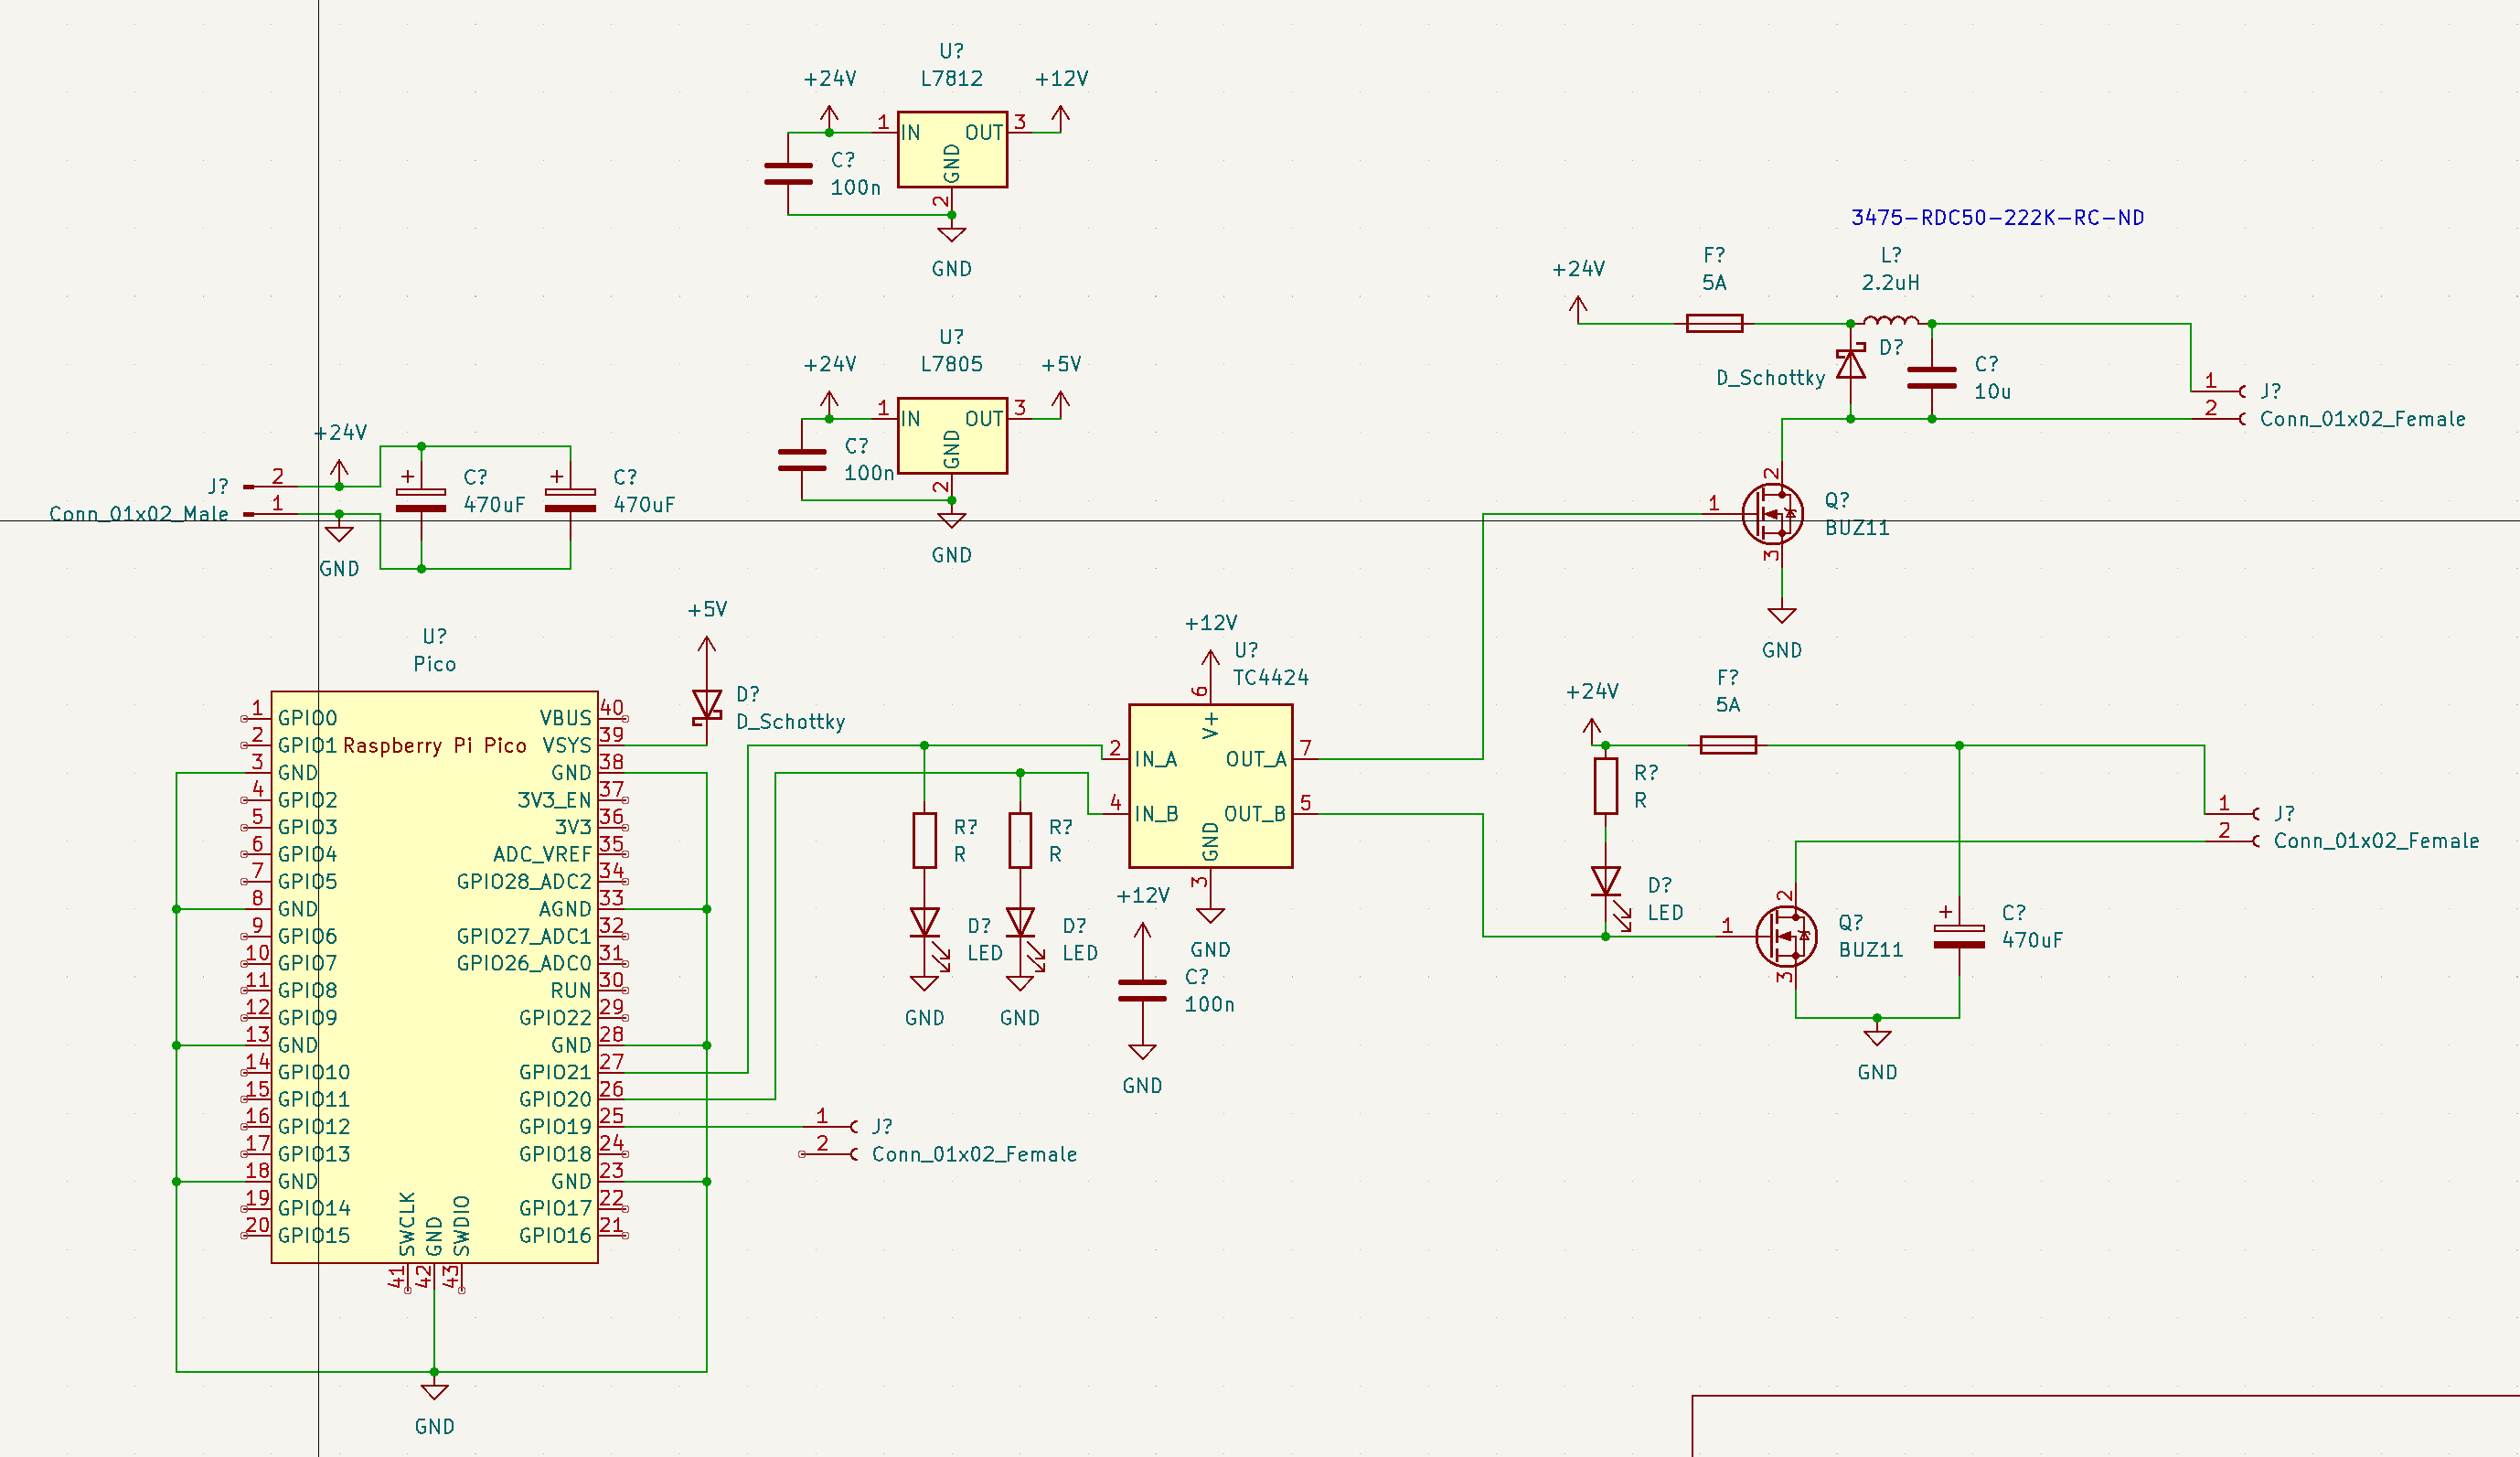 U?
L7812
+24V
+12V
1
IN
OUT
3
GND
2
C?
100n
GND
U?
L7805
+24V
+5V
1
IN
OUT
3
GND
2
C?
100n
GND
+24V
J?
Conn_01x02_Male
2
1
GND
C?
470uF
C?
470uF
3475-RDC50-222K-RC-ND
+24V
F?
5A
L?
2.2uH
D?
D_Schottky
C?
10u
1
2
J?
Conn_01x02_Female
2
1
3
Q?
BUZ11
GND
U?
Pico
+5V
D?
D_Schottky
Raspberry Pi Pico
1 GPIO0
2 GPIO1
3 GND
4 GPIO2
5 GPIO3
6 GPIO4
7 GPIO5
8 GND
9 GPIO6
10 GPIO7
11 GPIO8
12 GPIO9
13 GND
14 GPIO10
15 GPIO11
16 GPIO12
17 GPIO13
18 GND
19 GPIO14
20 GPIO15
VBUS 40
VSYS 39
GND 38
3V3_EN 37
3V3 36
ADC_VREF 35
GPIO28_ADC2 34
AGND 33
GPIO27_ADC1 32
GPIO26_ADC0 31
RUN 30
GPIO22 29
GND 28
GPIO21 27
GPIO20 26
GPIO19 25
GPIO18 24
GND 23
GPIO17 22
GPIO16 21
SWCLK
GND
SWDIO
41
42
43
GND
R?
R
R?
R
D?
LED
D?
LED
GND
GND
1
2
J?
Conn_01x02_Female
+12V
U?
TC4424
6
V+
2 IN_A
4 IN_B
OUT_A 7
OUT_B 5
GND
3
GND
+12V
C?
100n
GND
+24V
F?
5A
R?
R
D?
LED
1
2
J?
Conn_01x02_Female
2
1
3
Q?
BUZ11
C?
470uF
GND